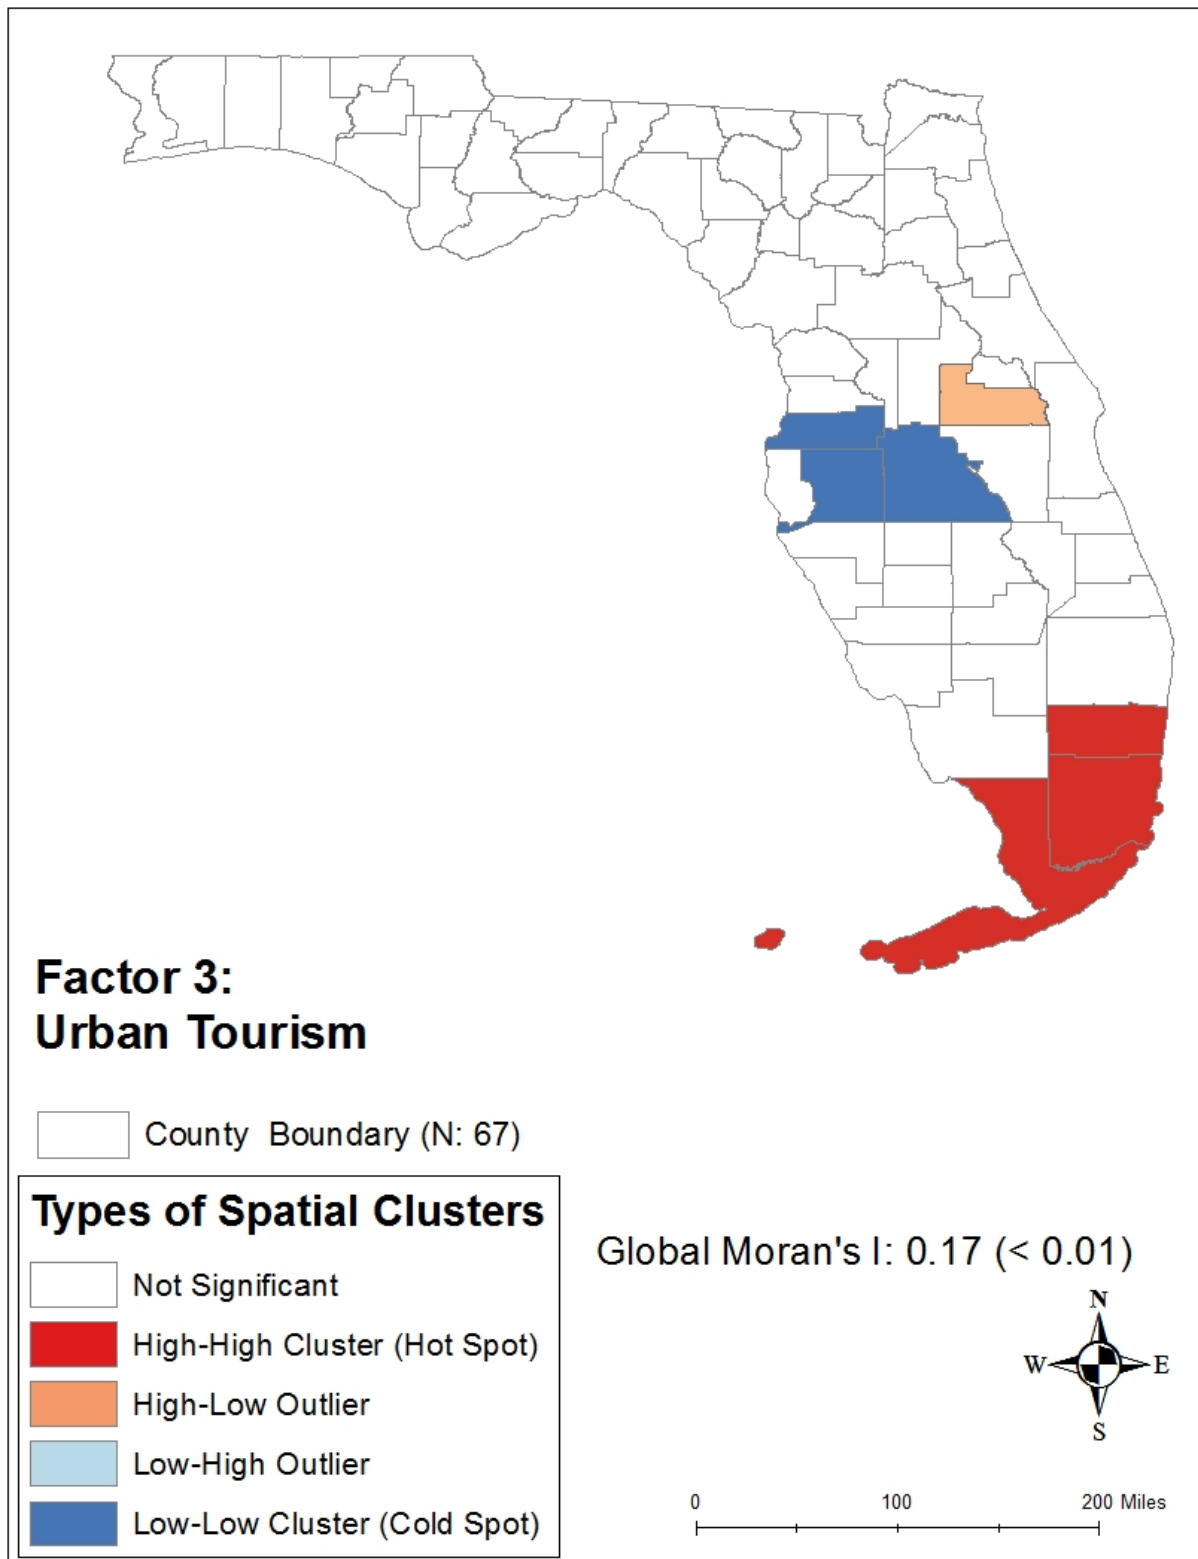 Factor 3:
Urban Tourism
County Boundary (N: 67)
Types of Spatial Clusters
Not Significant
High-High Cluster (Hot Spot)
High-Low Outlier
Low-High Outlier
Low-Low Cluster (Cold Spot)
Global Moran's I: 0.17 (< 0.01)
N
W E
S
0 100 200 Miles